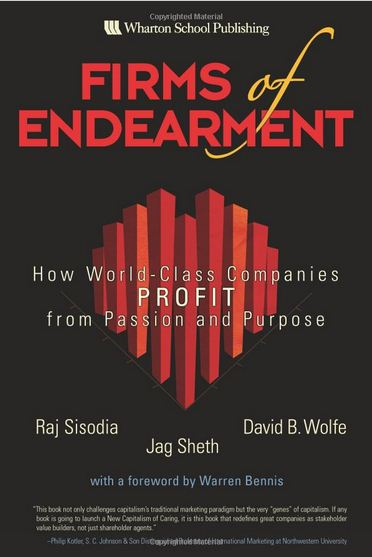 Copyrighted Material
Wharton School Publishing
FIRMS of
ENDEARMENT
How World-Class Companies
PROFIT
from Passion and Purpose
Raj Sisodia
David B. Wolfe
Jag Sheth
with a foreword by Warren Bennis
"This book not only challenges capitalism's traditional marketing paradigm but the very "genes" of capitalism. If any
book is going to launch a New Capitalism of Caring, it is this book that redefines great companies as stakeholder
value builders, not just shareholder agents."
–Philip Kotler, S. C. Johnson & Son International Marketing at Northwestern University
Copyrighted Material